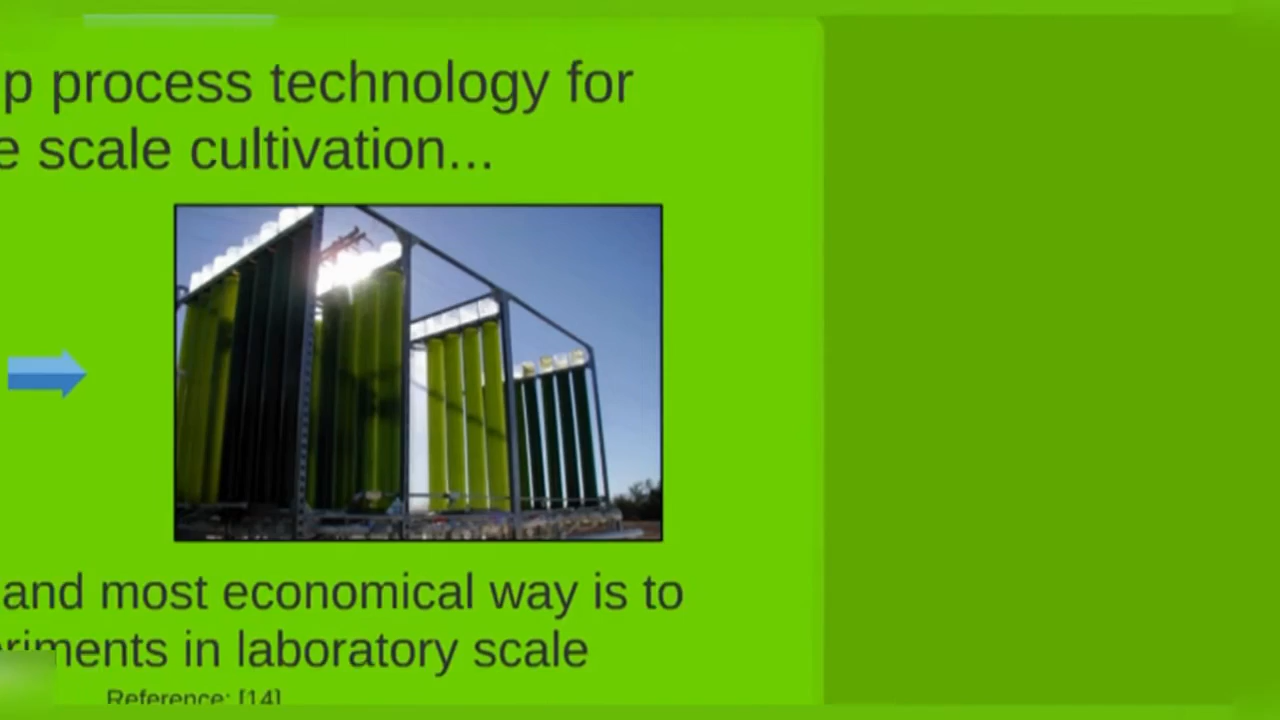 p process technology for
e scale cultivation...
and most economical way is to
riments in laboratory scale
Reference: [14]